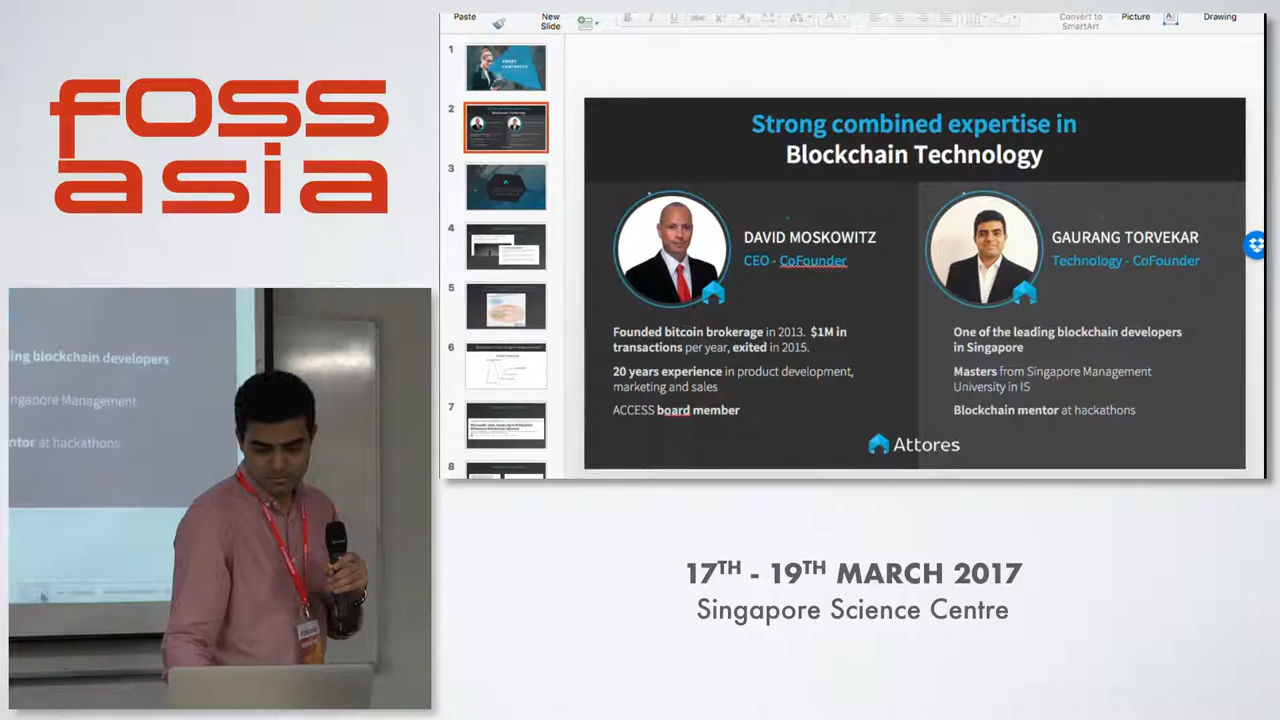 foss
asia
Paste
New
Slide
Convert to
SmartArt
Picture
Drawing
1
SMART
CONTRACTS
2
3
4
5
6
7
8
Strong combined expertise in
Blockchain Technology
DAVID MOSKOWITZ
CEO - CoFounder
Founded bitcoin brokerage in 2013. $1M in
transactions per year, exited in 2015.
20 years experience in product development,
marketing and sales
ACCESS board member
GAURANG TORVEKAR
Technology - CoFounder
One of the leading blockchain developers
in Singapore
Masters from Singapore Management
University in IS
Blockchain mentor at hackathons
Attores
ing blockchain developers
ngapore Management
ntor at hackathons
17TH - 19TH MARCH 2017
Singapore Science Centre